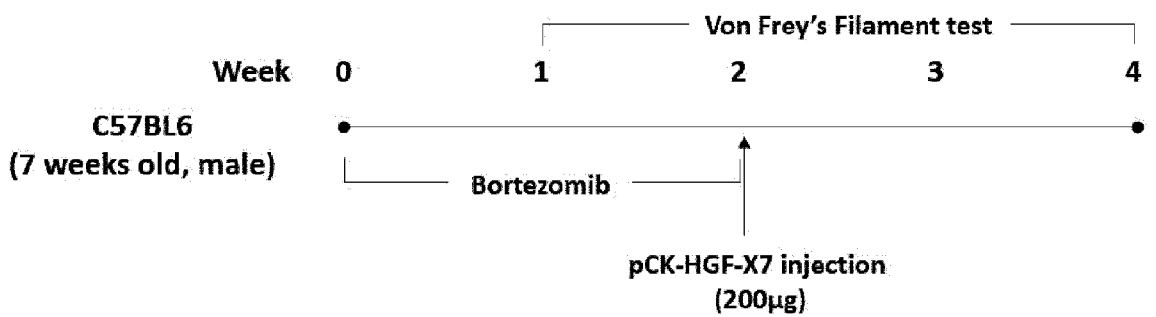 Von Frey's Filament test
Week 0 1 2 3 4
C57BL6
(7 weeks old, male)
Bortezomib
pCK-HGF-X7 injection
(200µg)